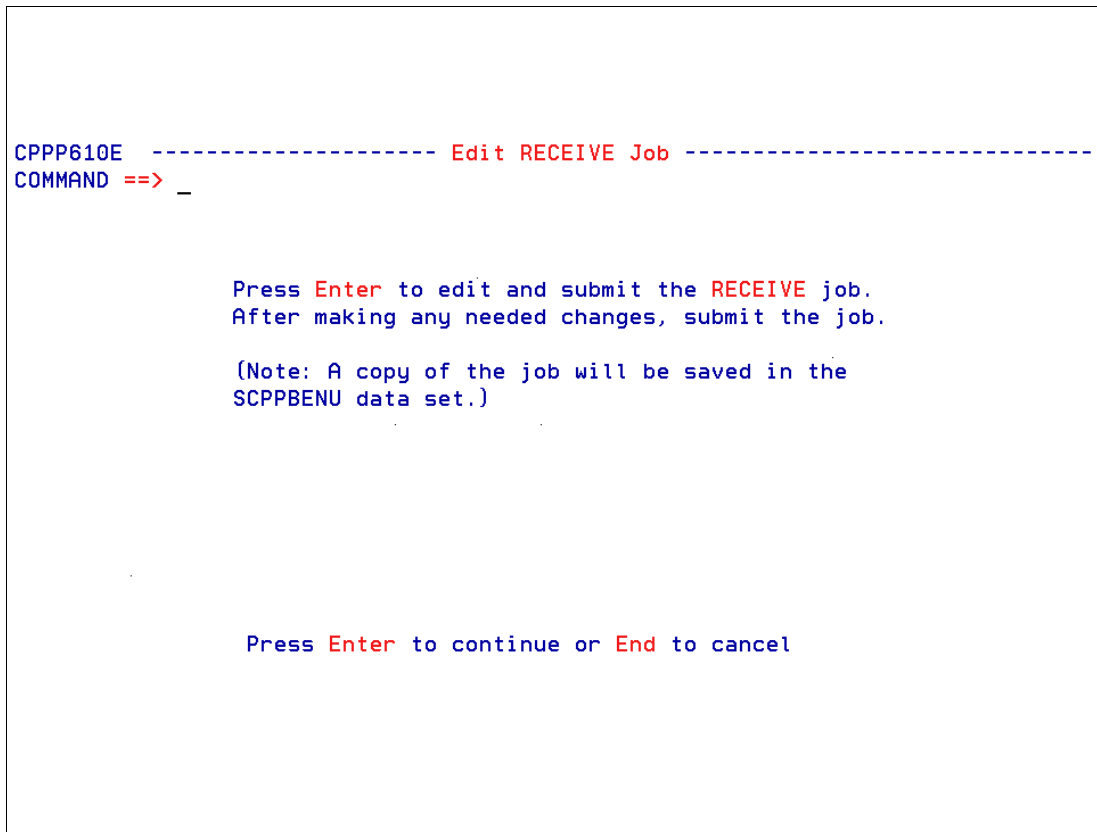 CPPP610E --------------------- Edit RECEIVE Job ------------------------------
COMMAND ==> _
Press Enter to edit and submit the RECEIVE job.
After making any needed changes, submit the job.
(Note: A copy of the job will be saved in the
SCPPBENU data set.)
Press Enter to continue or End to cancel